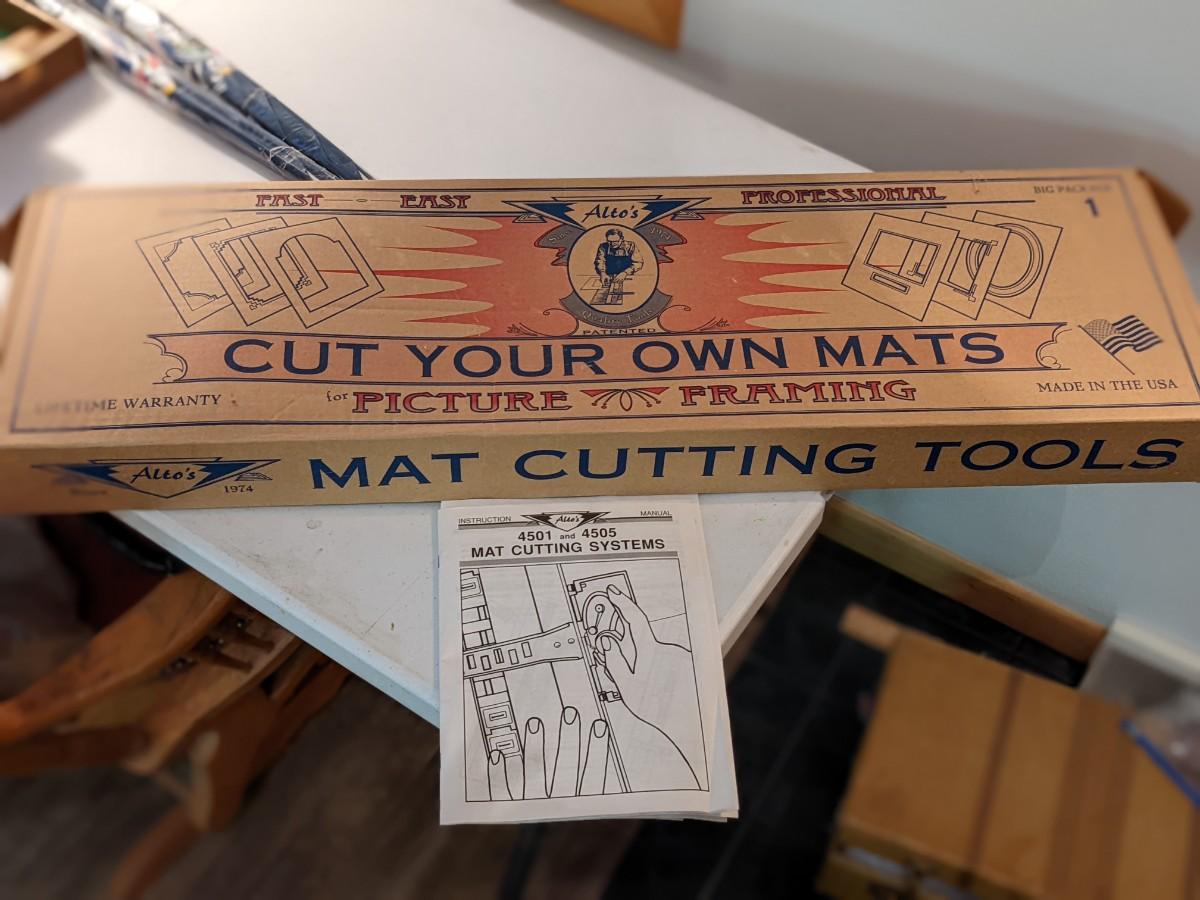 FAST - EAST
PROFESSIONAL
BIG PACKAGE
1
Alto's
PATENTED
CUT YOUR OWN MATS
for PICTURE FRAMING
LIFETIME WARRANTY
MADE IN THE USA
Alto's
1974
MAT CUTTING TOOLS
INSTRUCTION
Alto's
MANUAL
4501 and 4505
MAT CUTTING SYSTEMS